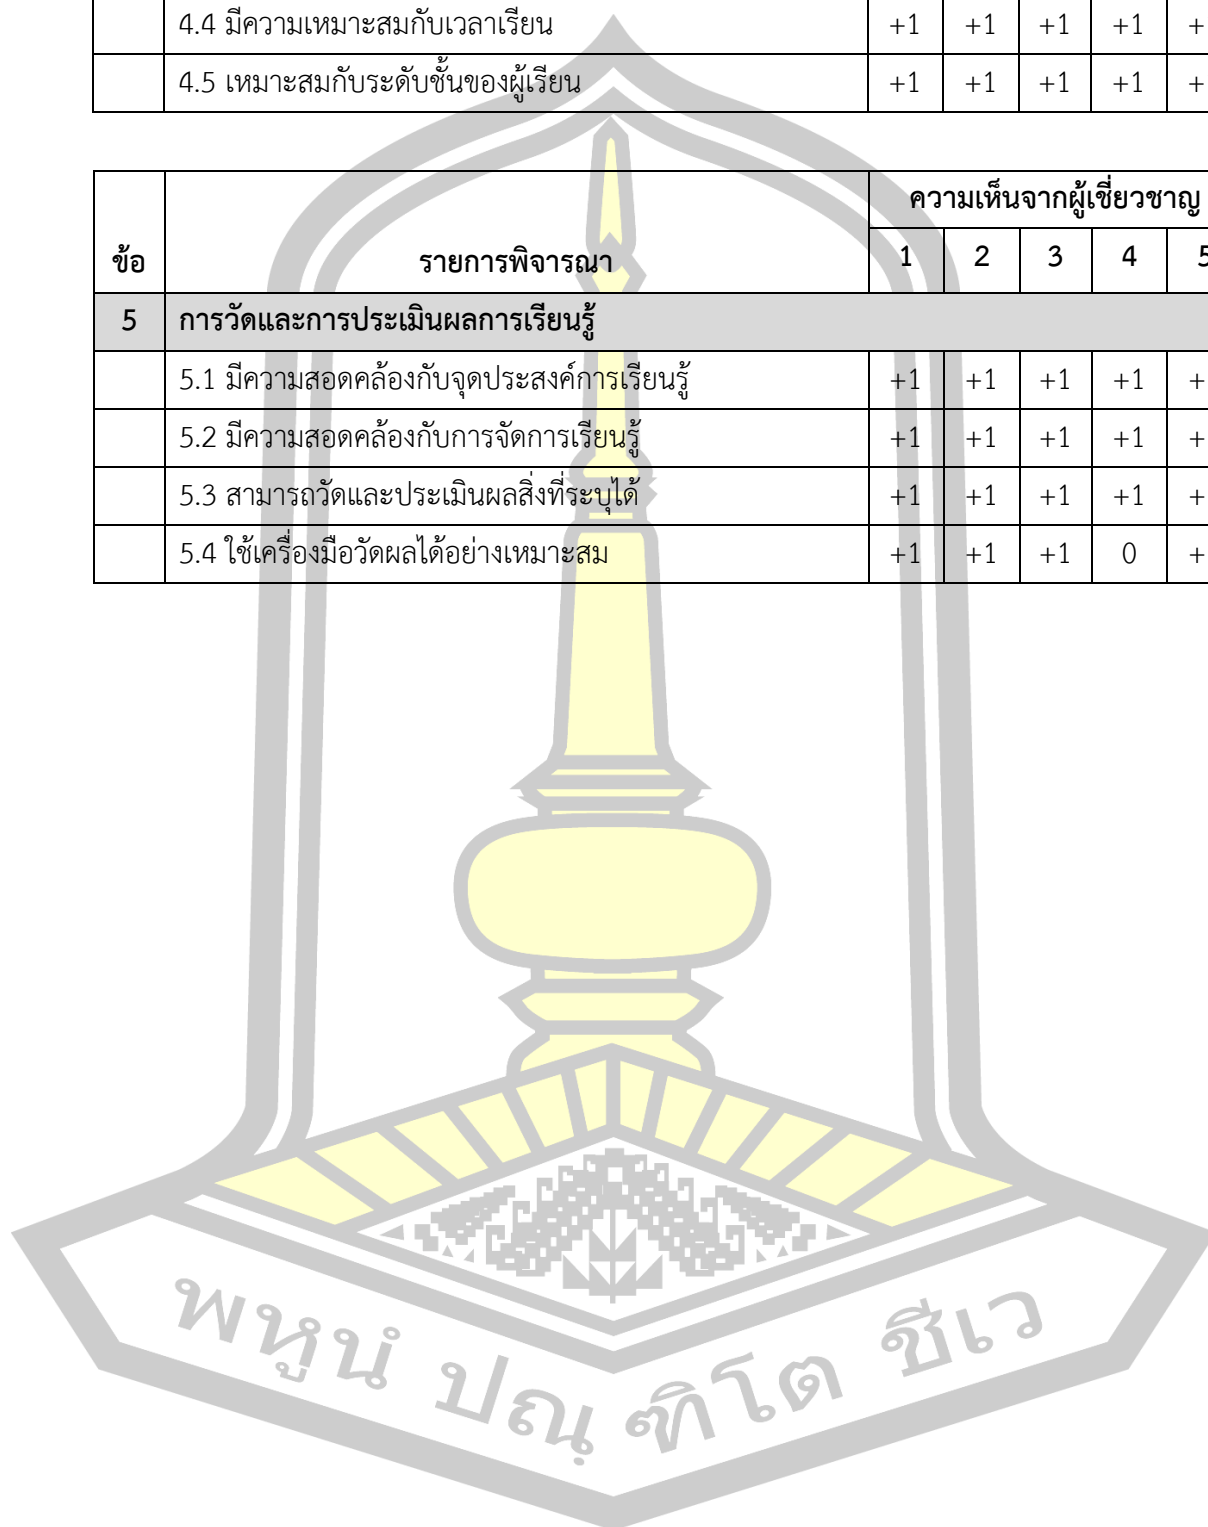 4.4 มีความเหมาะสมกับเวลาเรียน +1 +1 +1 +1 +
4.5 เหมาะสมกับระดับชั้นของผู้เรียน +1 +1 +1 +1 +
ความเห็นจากผู้เชี่ยวชาญ
ข้อ รายการพิจารณา 1 2 3 4 5
5 การวัดและการประเมินผลการเรียนรู้
5.1 มีความสอดคล้องกับจุดประสงค์การเรียนรู้ +1 +1 +1 +1 +
5.2 มีความสอดคล้องกับการจัดการเรียนรู้ +1 +1 +1 +1 +
5.3 สามารถวัดและประเมินผลสิ่งที่ระบุได้ +1 +1 +1 +1 +
5.4 ใช้เครื่องมือวัดผลได้อย่างเหมาะสม +1 +1 +1 0 +
พหูนํ ปณฺฑิโต ชีเว